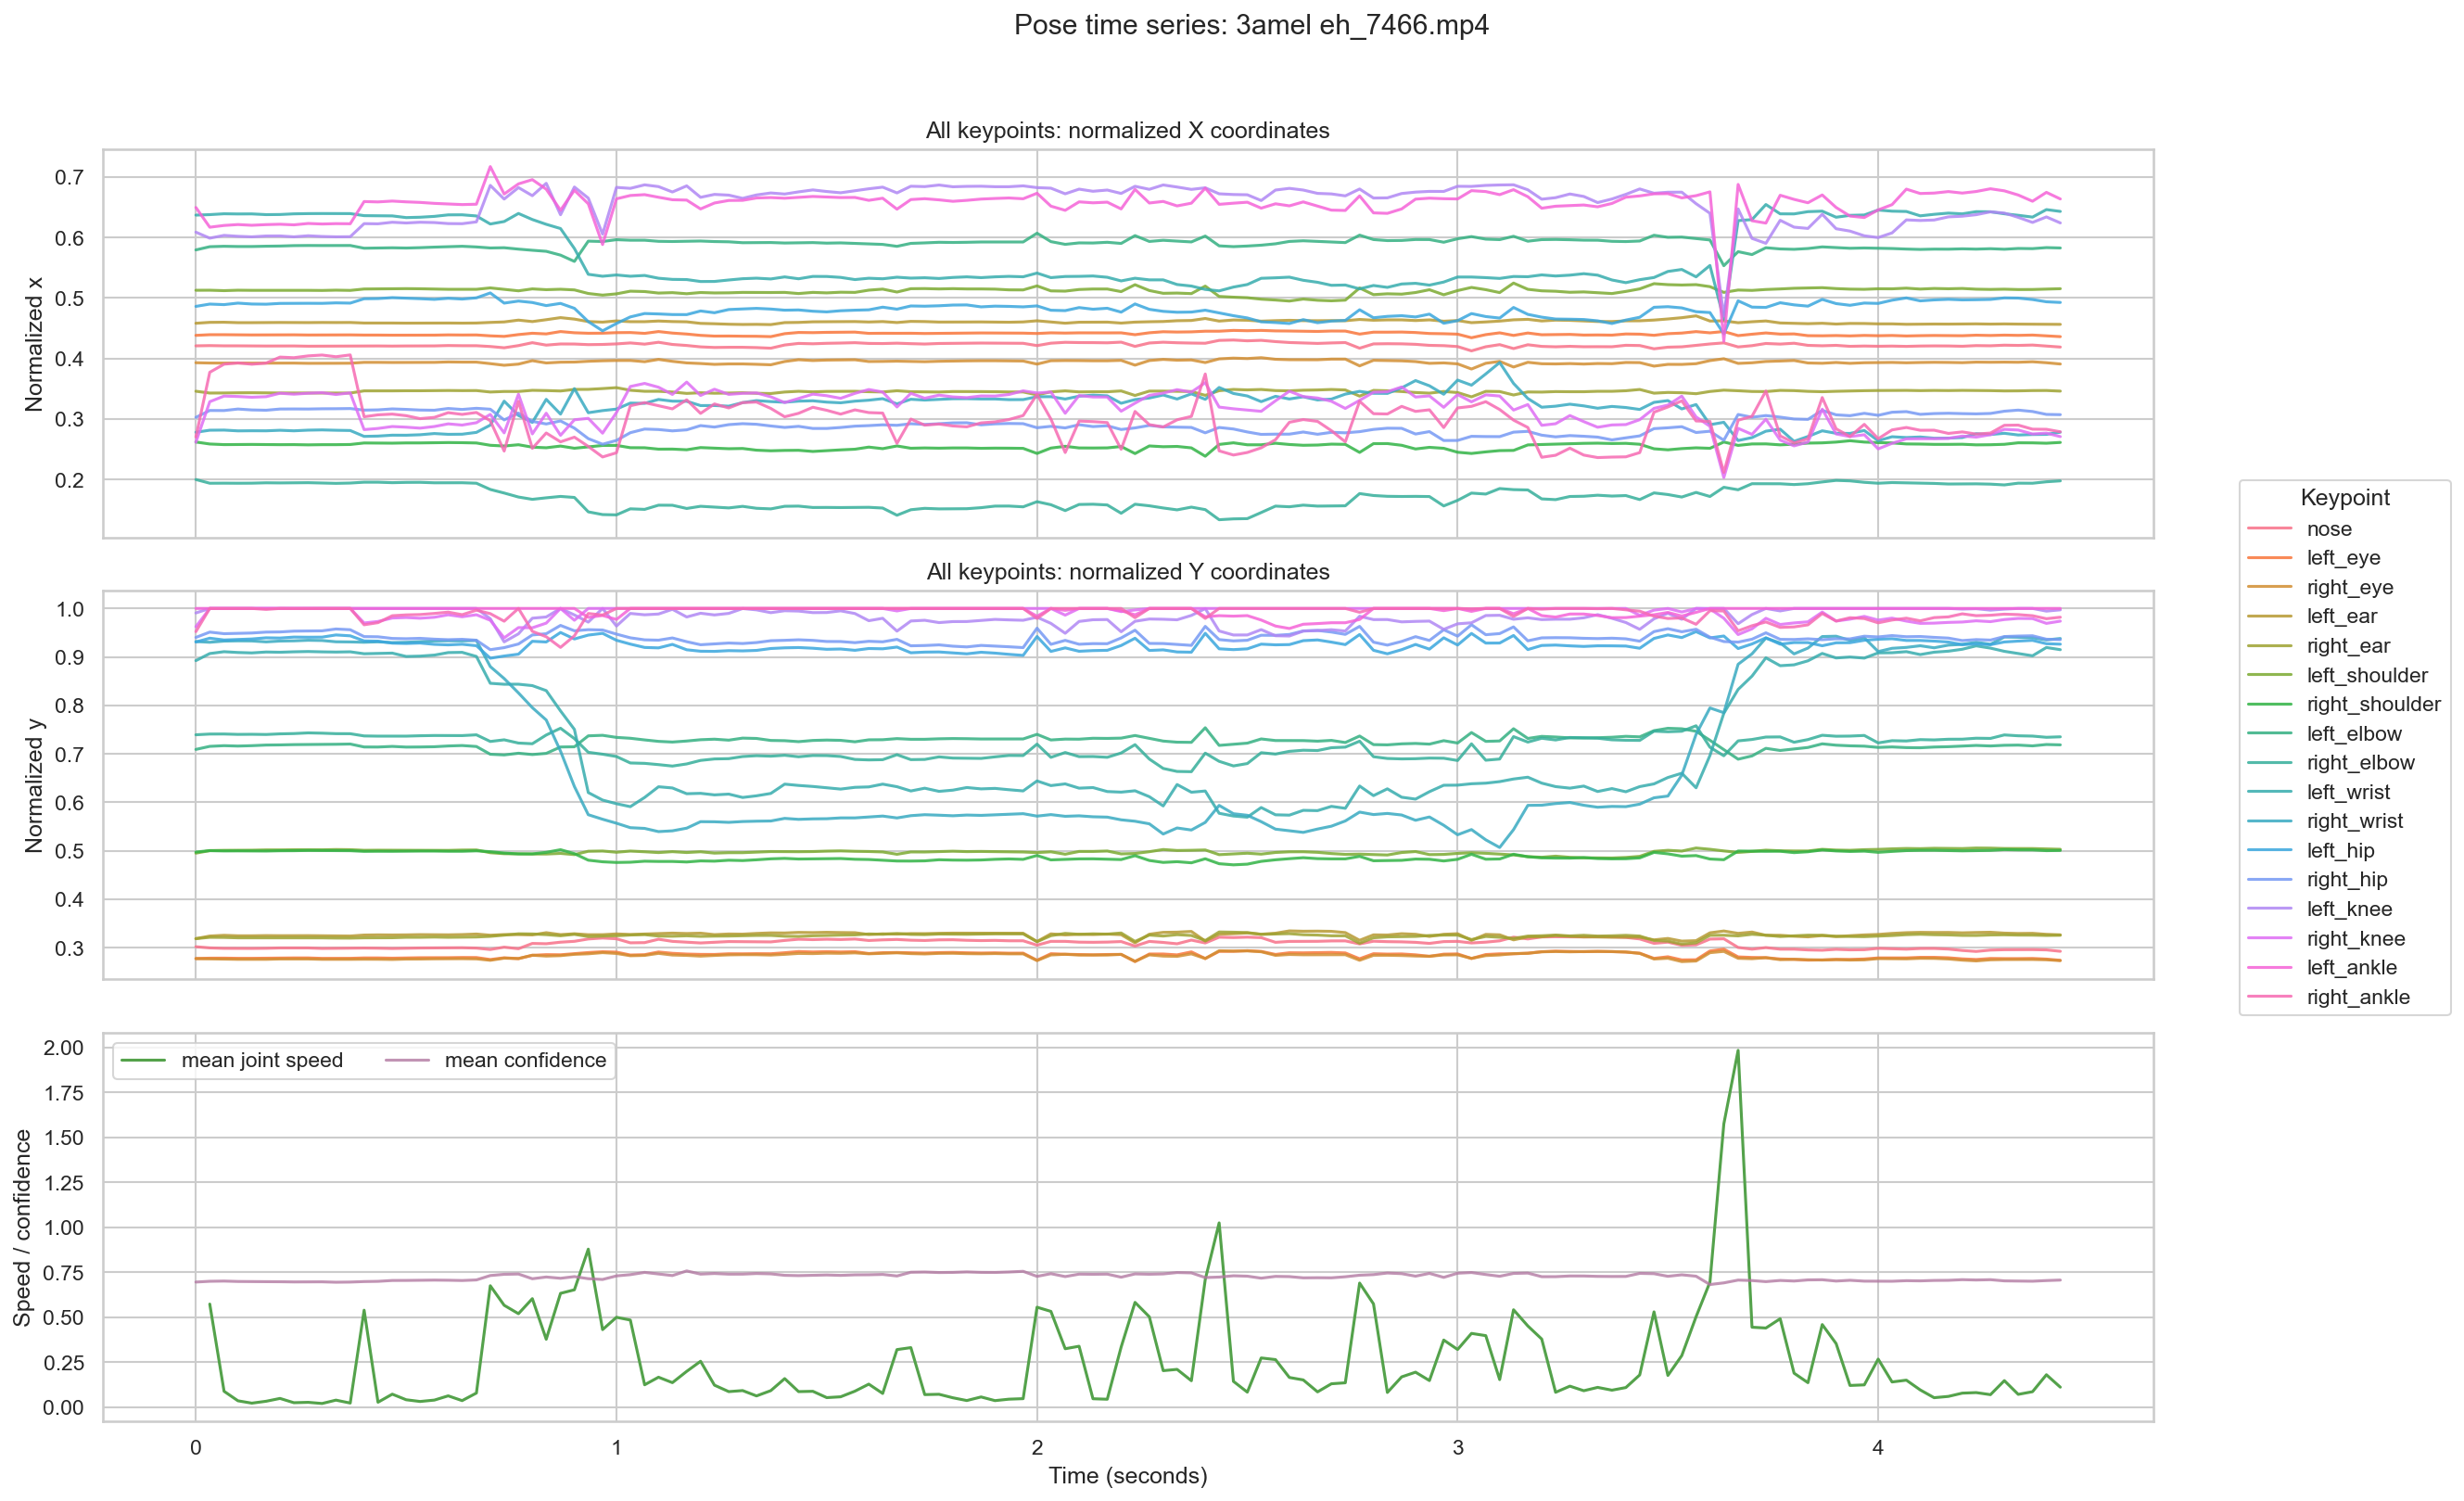 Pose time series: 3amel eh_7466.mp4
All keypoints: normalized X coordinates
Normalized x
0.7
0.6
0.5
0.4
0.3
0.2
All keypoints: normalized Y coordinates
Normalized y
1.0
0.9
0.8
0.7
0.6
0.5
0.4
0.3
Keypoint
nose
left_eye
right_eye
left_ear
right_ear
left_shoulder
right_shoulder
left_elbow
right_elbow
left_wrist
right_wrist
left_hip
right_hip
left_knee
right_knee
left_ankle
right_ankle
Speed / confidence
2.00
1.75
1.50
1.25
1.00
0.75
0.50
0.25
0.00
mean joint speed mean confidence
0 1 2 3 4
Time (seconds)